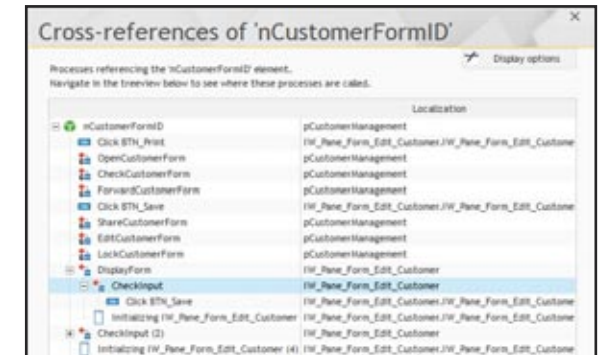 Cross-references of 'nCustomerFormID'
Display options
Processes referencing the 'nCustomerFormID' element.
Navigate in the treeview below to see where these processes are called.
Localization
nCustomerFormID pCustomerManagement
Click BTN_Print IW_Pane_Form_Edit_Customer.IW_Pane_Form_Edit_Custome
OpenCustomerForm pCustomerManagement
CheckCustomerForm pCustomerManagement
ForwardCustomerForm pCustomerManagement
Click BTN_Save IW_Pane_Form_Edit_Customer.IW_Pane_Form_Edit_Custome
ShareCustomerForm pCustomerManagement
EditCustomerForm pCustomerManagement
LockCustomerForm pCustomerManagement
DisplayForm IW_Pane_Form_Edit_Customer
CheckInput IW_Pane_Form_Edit_Customer
Click BTN_Save IW_Pane_Form_Edit_Customer.IW_Pane_Form_Edit_Custome
Initializing IW_Pane_Form_Edit_Customer IW_Pane_Form_Edit_Customer.IW_Pane_Form_Edit_Custome
CheckInput (2) IW_Pane_Form_Edit_Customer
Initializing IW_Pane_Form_Edit_Customer (4) IW_Pane_Form_Edit_Customer.IW_Pane_Form_Edit_Custome